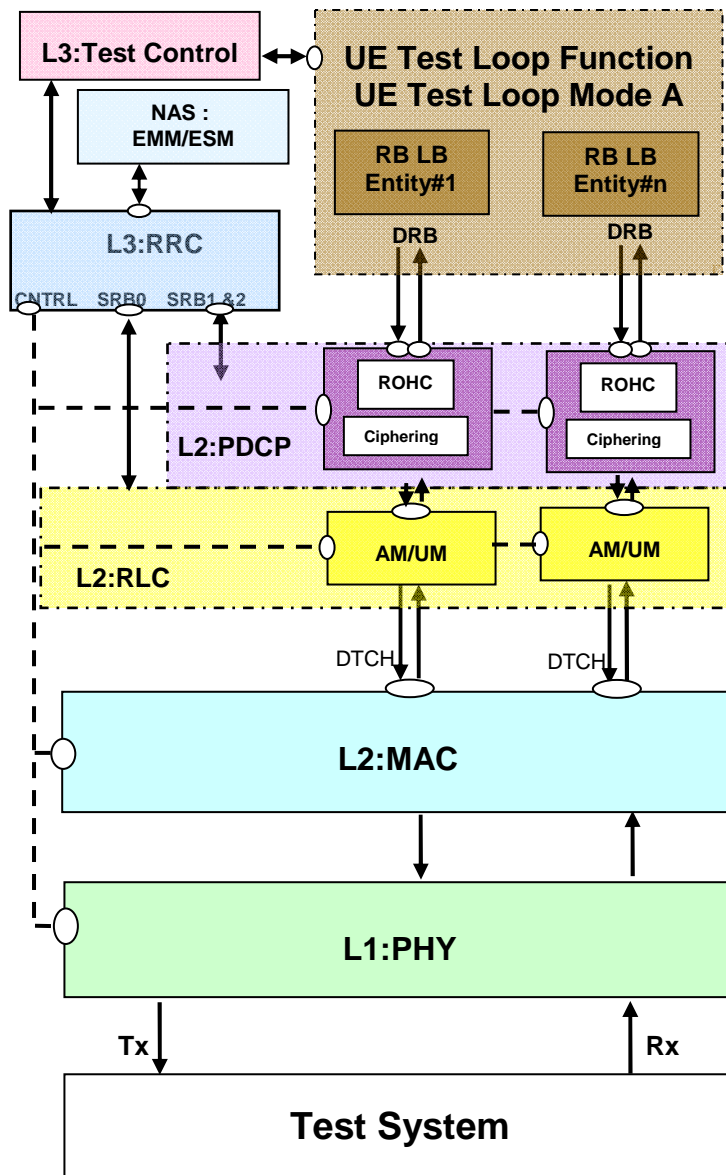 L3:Test Control
UE Test Loop Function
UE Test Loop Mode A
NAS :
EMM/ESM
RB LB
Entity#1
RB LB
Entity#n
L3:RRC
DRB
DRB
CNTRL SRB0 SRB1 &2
ROHC
Ciphering
ROHC
Ciphering
L2:PDCP
AM/UM
AM/UM
L2:RLC
DTCH
DTCH
L2:MAC
L1:PHY
Tx
Rx
Test System